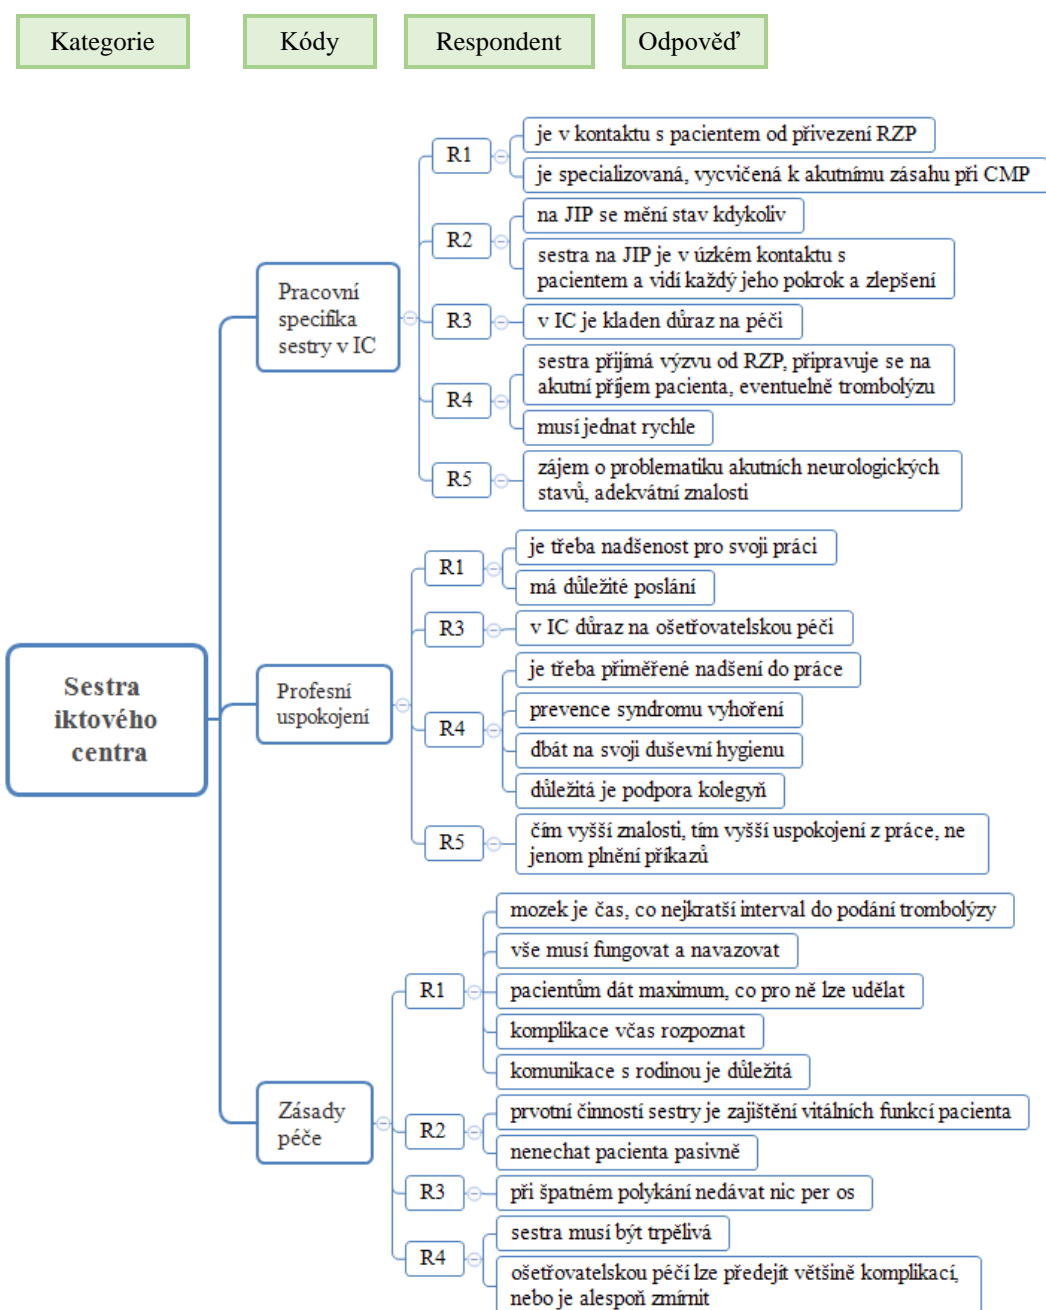 Kategorie
Kódy
Respondent
Odpověď
Sestra
iktového
centra
Pracovní
specifika
sestry v IC
R1
je v kontaktu s pacientem od přivezení RZP
je specializovaná, vycvičená k akutnímu zásahu při CMP
R2
na JIP se mění stav kdykoliv
sestra na JIP je v úzkém kontaktu s
pacientem a vidí každý jeho pokrok a zlepšení
R3
v IC je kladen důraz na péči
R4
sestra přijímá výzvu od RZP, připravuje se na
akutní příjem pacienta, eventuelně trombolýzu
musí jednat rychle
R5
zájem o problematiku akutních neurologických
stavů, adekvátní znalosti
Profesní
uspokojení
R1
je třeba nadšenost pro svoji práci
má důležité poslání
R3
v IC důraz na ošetřovatelskou péči
R4
je třeba přiměřené nadšení do práce
prevence syndromu vyhoření
dbát na svoji duševní hygienu
důležitá je podpora kolegyň
R5
čím vyšší znalosti, tím vyšší uspokojení z práce, ne
jenom plnění příkazů
Zásady
péče
R1
mozek je čas, co nejkratší interval do podání trombolýzy
vše musí fungovat a navazovat
pacientům dát maximum, co pro ně lze udělat
komplikace včas rozpoznat
komunikace s rodinou je důležitá
R2
prvotní činností sestry je zajištění vitálních funkcí pacienta
nenechat pacienta pasivně
R3
při špatném polykání nedávat nic per os
R4
sestra musí být trpělivá
ošetřovatelskou péčí lze předejít většině komplikací,
nebo je alespoň zmírnit